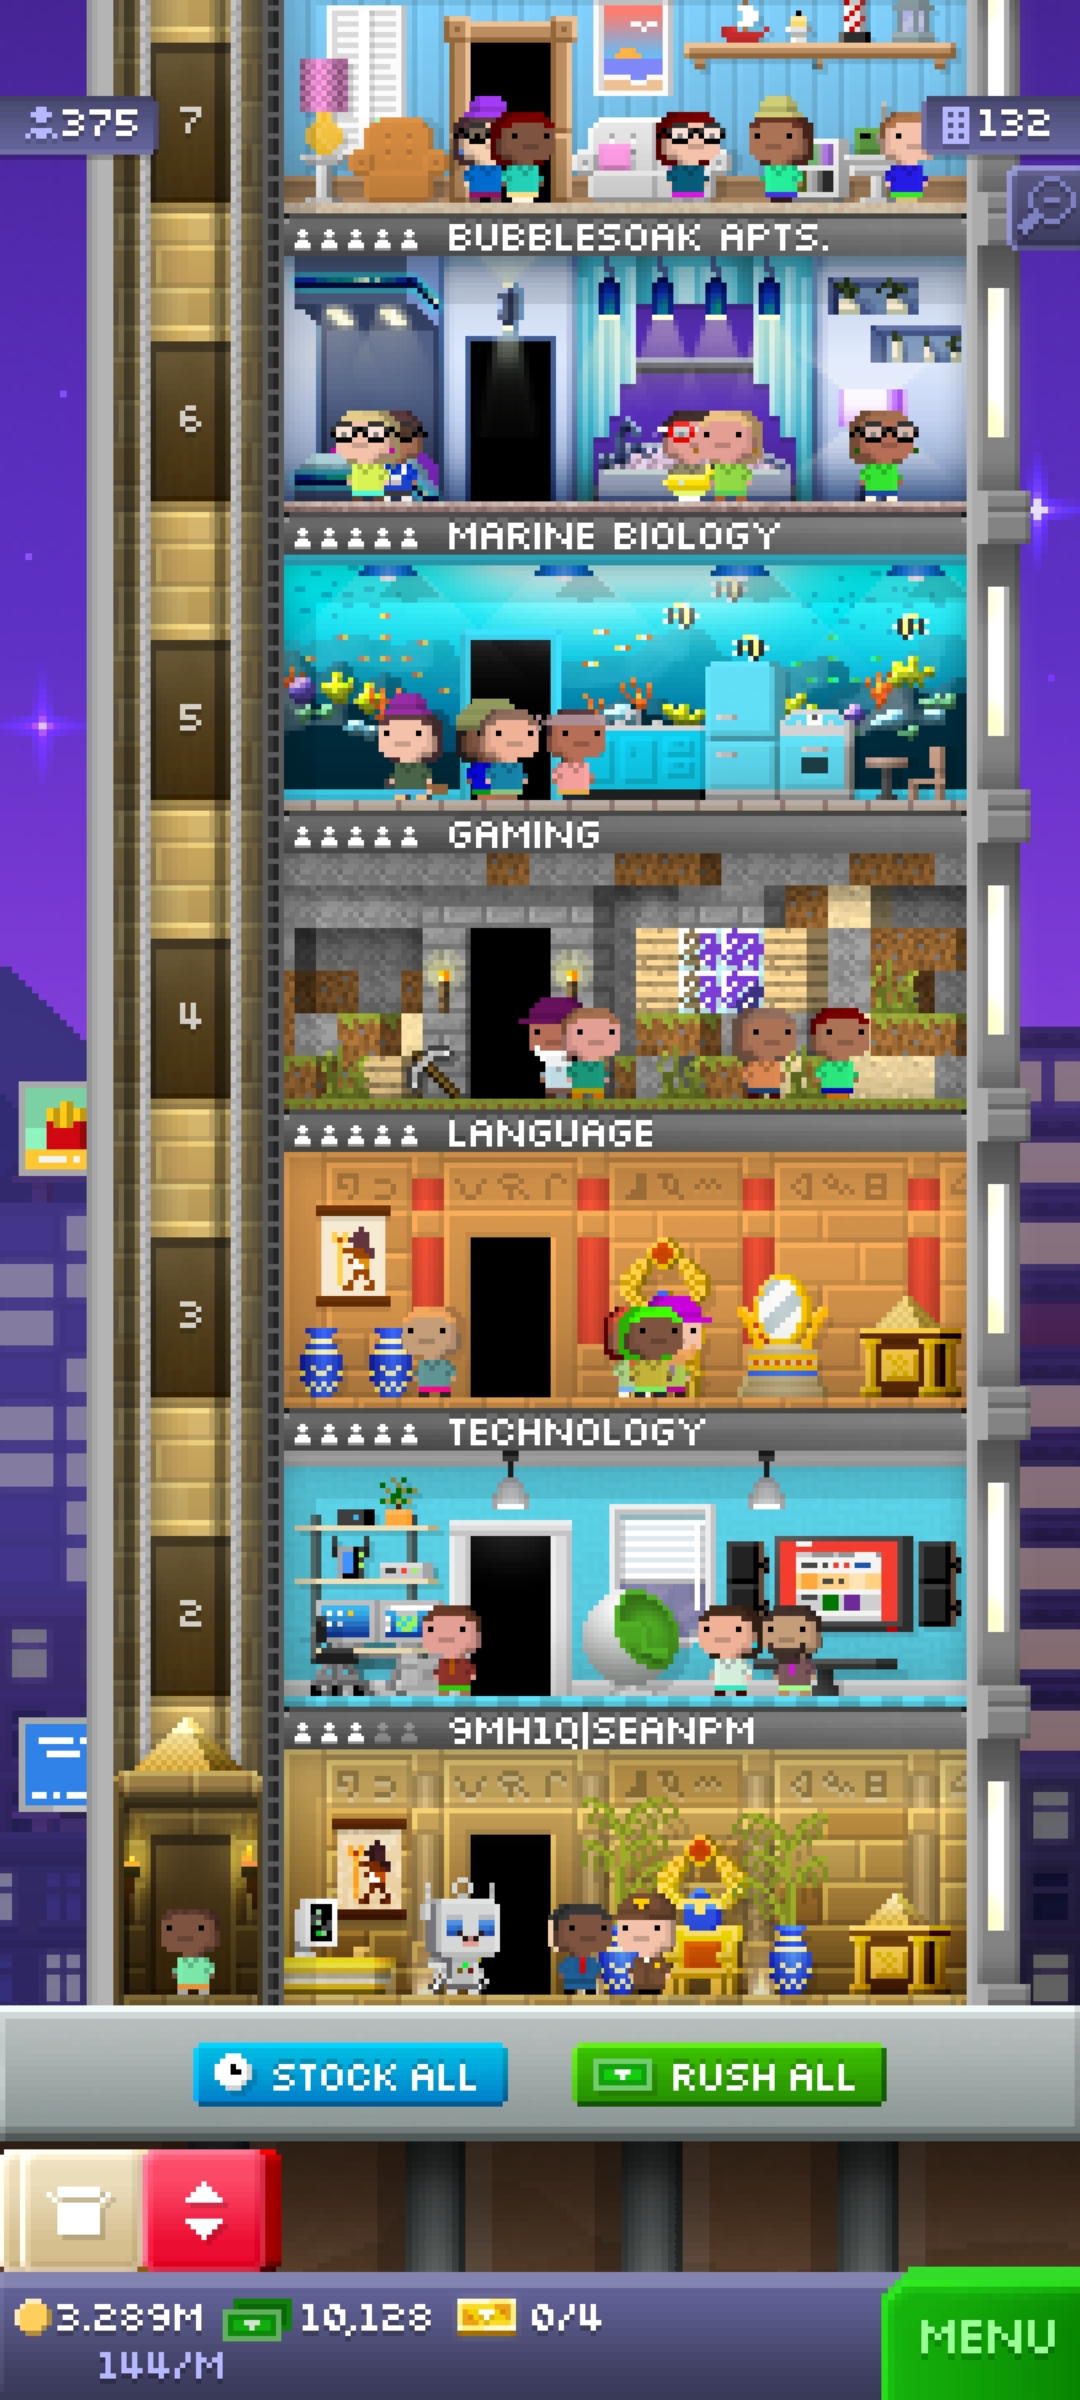 7
375
132
BUBBLESOAK APTS.
6
MARINE BIOLOGY
5
GAMING
4
LANGUAGE
3
TECHNOLOGY
2
9MH1Q|SEANPM
STOCK ALL
RUSH ALL
3.289M 10,128 0/4
144/M
MENU